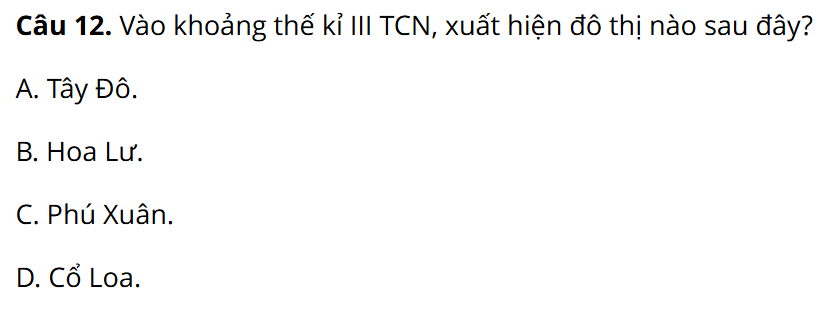 Câu 12. Vào khoảng thế kỉ III TCN, xuất hiện đô thị nào sau đây?
A. Tây Đô.
B. Hoa Lư.
C. Phú Xuân.
D. Cổ Loa.